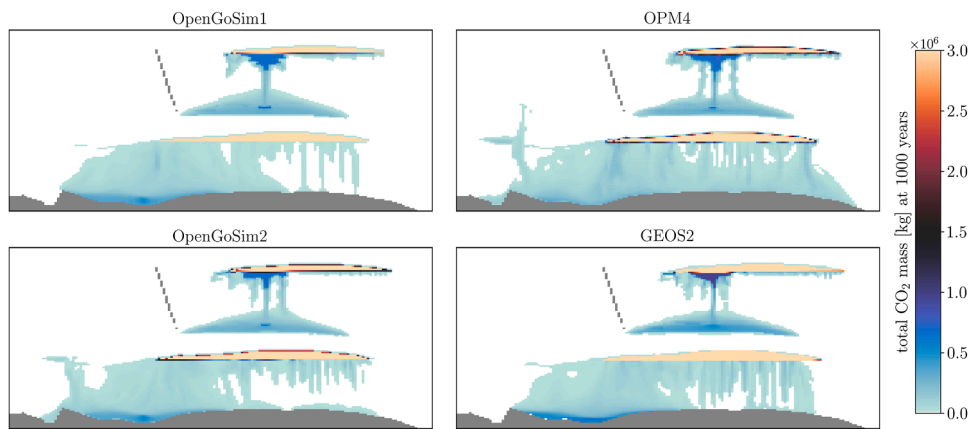 OpenGoSim1
OPM4
×10⁶
3.0
2.5
2.0
1.5
1.0
0.5
0.0
total CO₂ mass [kg] at 1000 years
OpenGoSim2
GEOS2